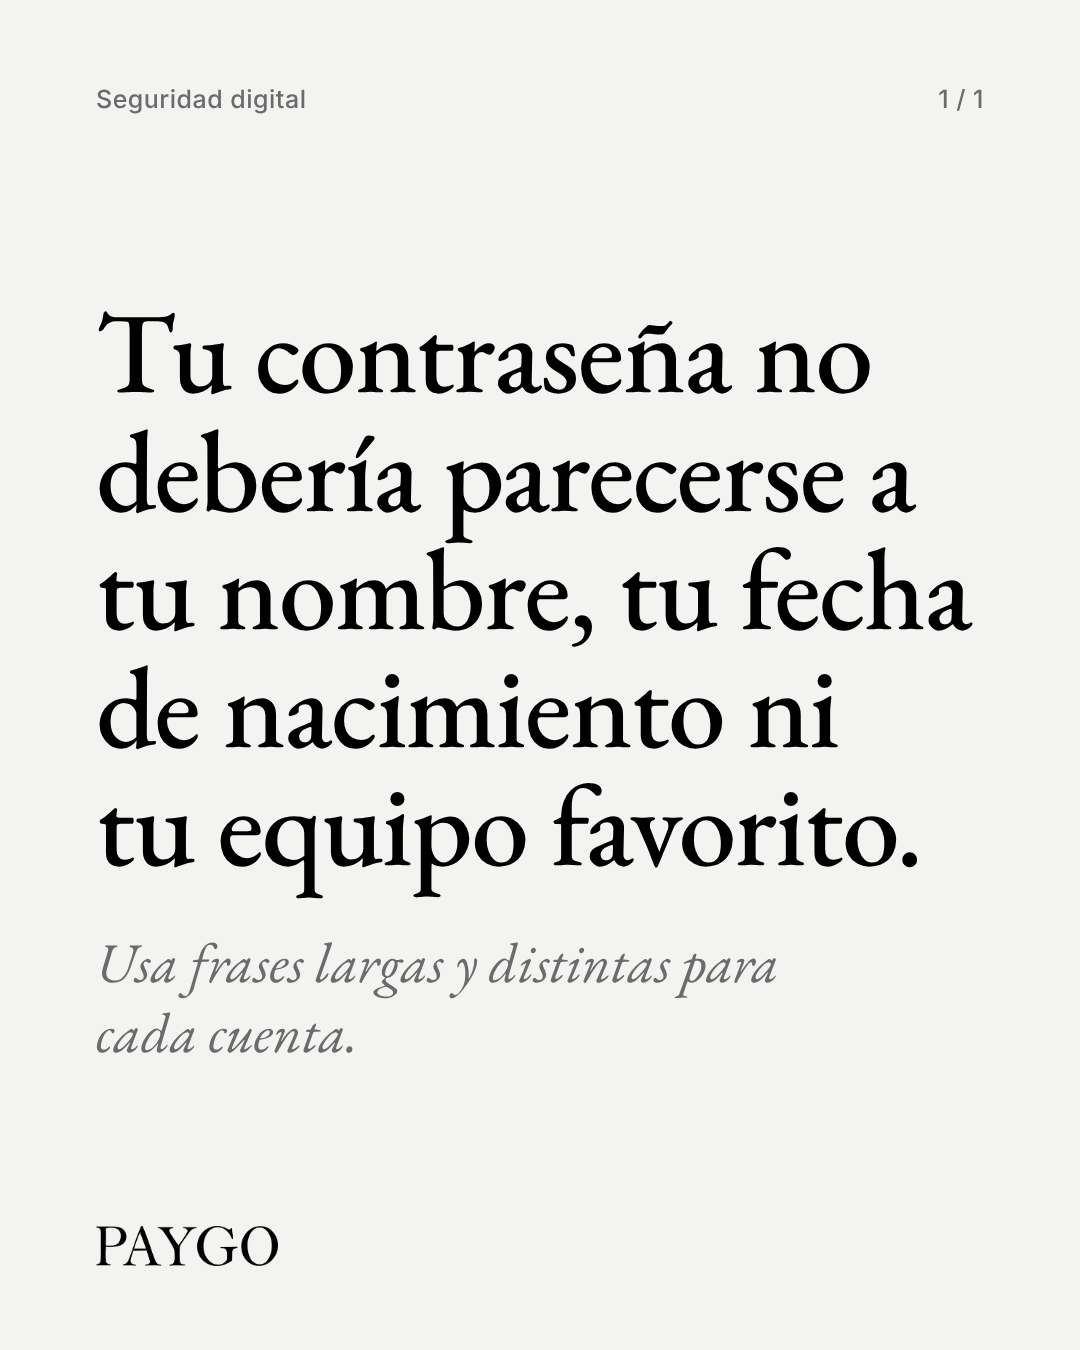 Seguridad digital
1 / 1
Tu contraseña no
debería parecerse a
tu nombre, tu fecha
de nacimiento ni
tu equipo favorito.
Usa frases largas y distintas para
cada cuenta.
PAYGO